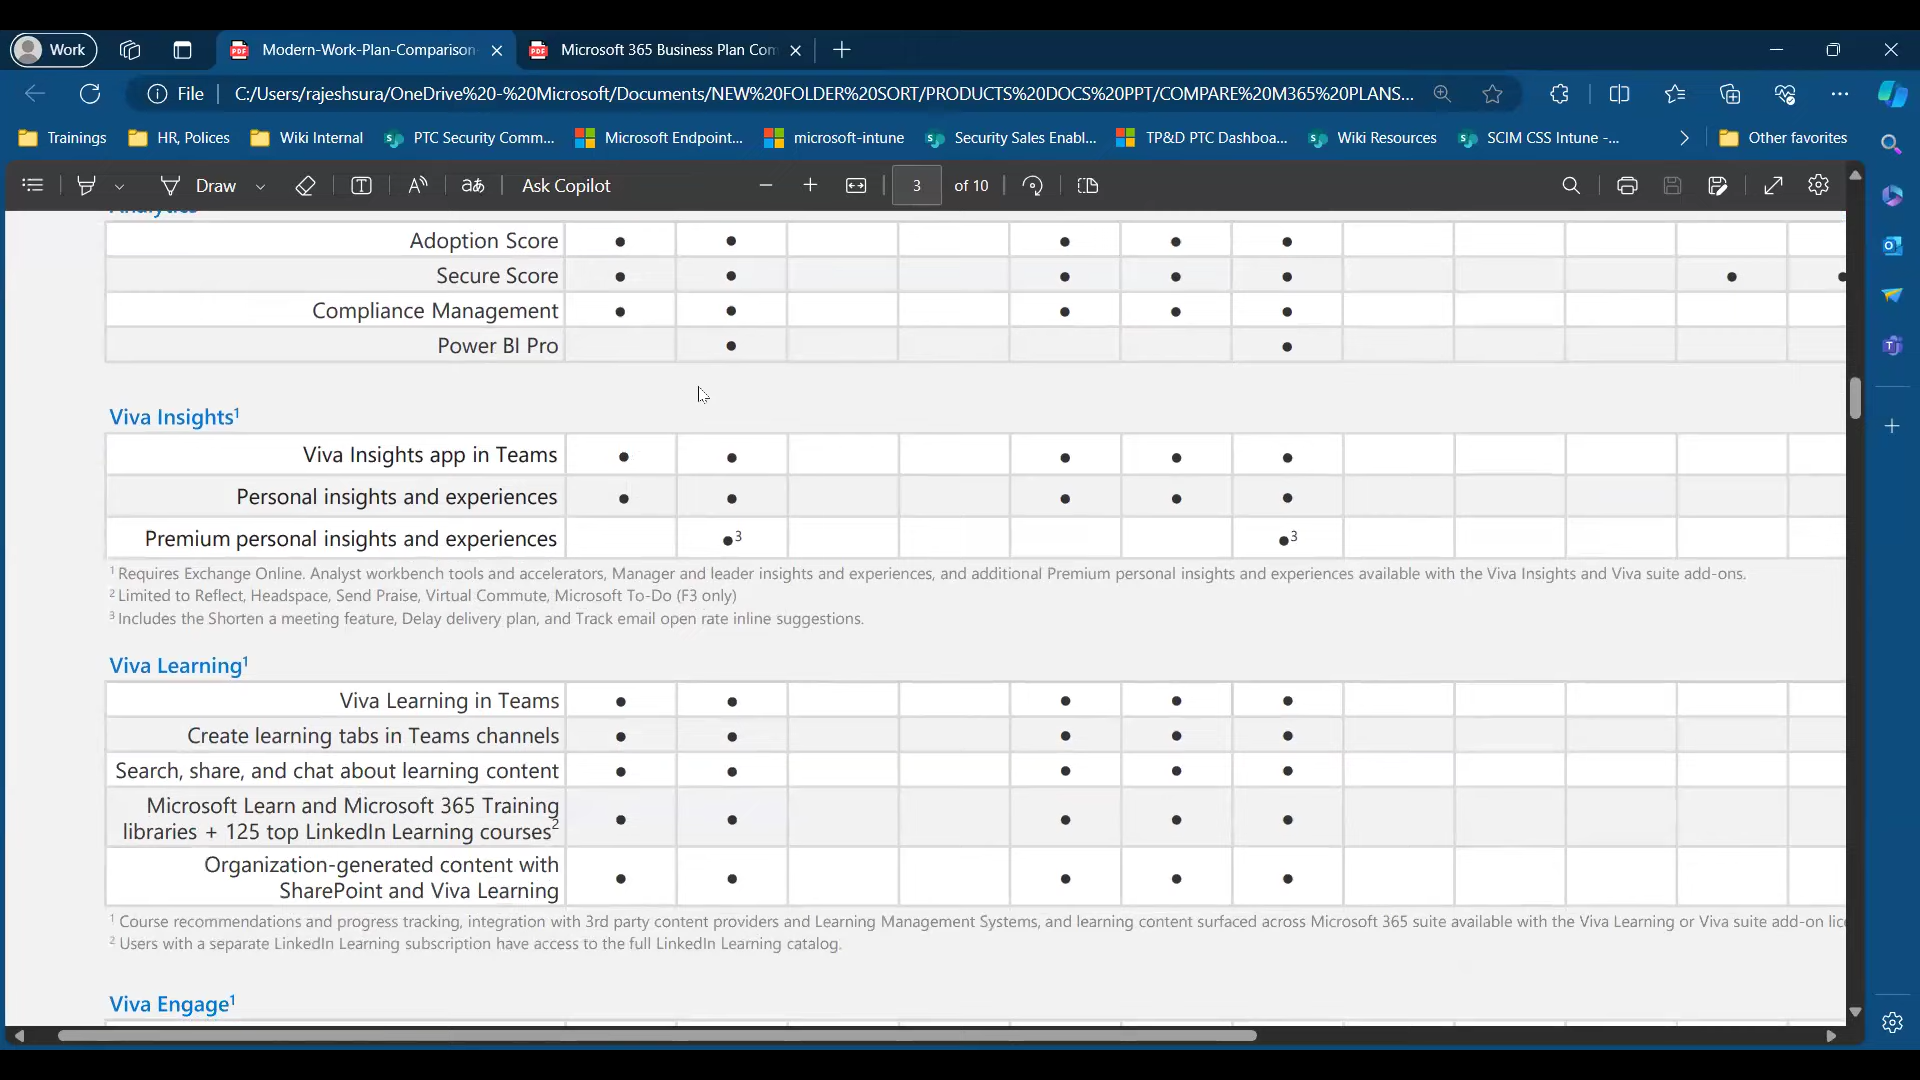 Work
Modern-Work-Plan-Comparison
Microsoft 365 Business Plan Com
File
C:/Users/rajeshsura/OneDrive%20-%20Microsoft/Documents/NEW%20FOLDER%20SORT/PRODUCTS%20DOCS%20PPT/COMPARE%20M365%20PLANS...
Trainings
HR, Polices
Wiki Internal
PTC Security Comm...
Microsoft Endpoint...
microsoft-intune
Security Sales Enabl...
TP&D PTC Dashboa...
Wiki Resources
SCIM CSS Intune -...
Other favorites
Draw
Ask Copilot
3 of 10
Analytics
Adoption Score
Secure Score
Compliance Management
Power BI Pro
Viva Insights¹
Viva Insights app in Teams
Personal insights and experiences
Premium personal insights and experiences ●³ ●³
¹ Requires Exchange Online. Analyst workbench tools and accelerators, Manager and leader insights and experiences, and additional Premium personal insights and experiences available with the Viva Insights and Viva suite add-ons.
² Limited to Reflect, Headspace, Send Praise, Virtual Commute, Microsoft To-Do (F3 only)
³ Includes the Shorten a meeting feature, Delay delivery plan, and Track email open rate inline suggestions.
Viva Learning¹
Viva Learning in Teams
Create learning tabs in Teams channels
Search, share, and chat about learning content
Microsoft Learn and Microsoft 365 Training
libraries + 125 top LinkedIn Learning courses²
Organization-generated content with
SharePoint and Viva Learning
¹ Course recommendations and progress tracking, integration with 3rd party content providers and Learning Management Systems, and learning content surfaced across Microsoft 365 suite available with the Viva Learning or Viva suite add-on lice
² Users with a separate LinkedIn Learning subscription have access to the full LinkedIn Learning catalog.
Viva Engage¹